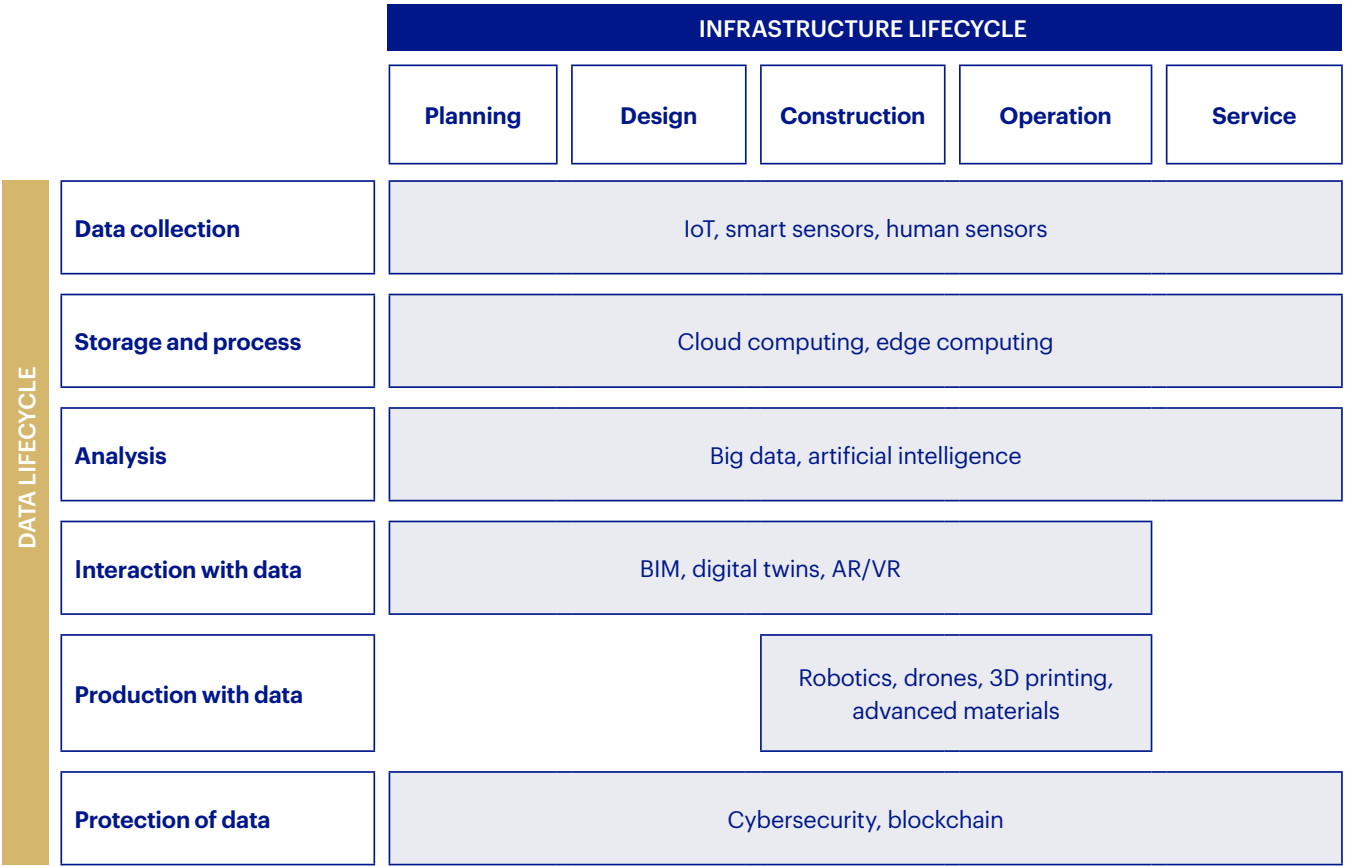 INFRASTRUCTURE LIFECYCLE
Planning
Design
Construction
Operation
Service
DATA LIFECYCLE
Data collection
IoT, smart sensors, human sensors
Storage and process
Cloud computing, edge computing
Analysis
Big data, artificial intelligence
Interaction with data
BIM, digital twins, AR/VR
Production with data
Robotics, drones, 3D printing,
advanced materials
Protection of data
Cybersecurity, blockchain